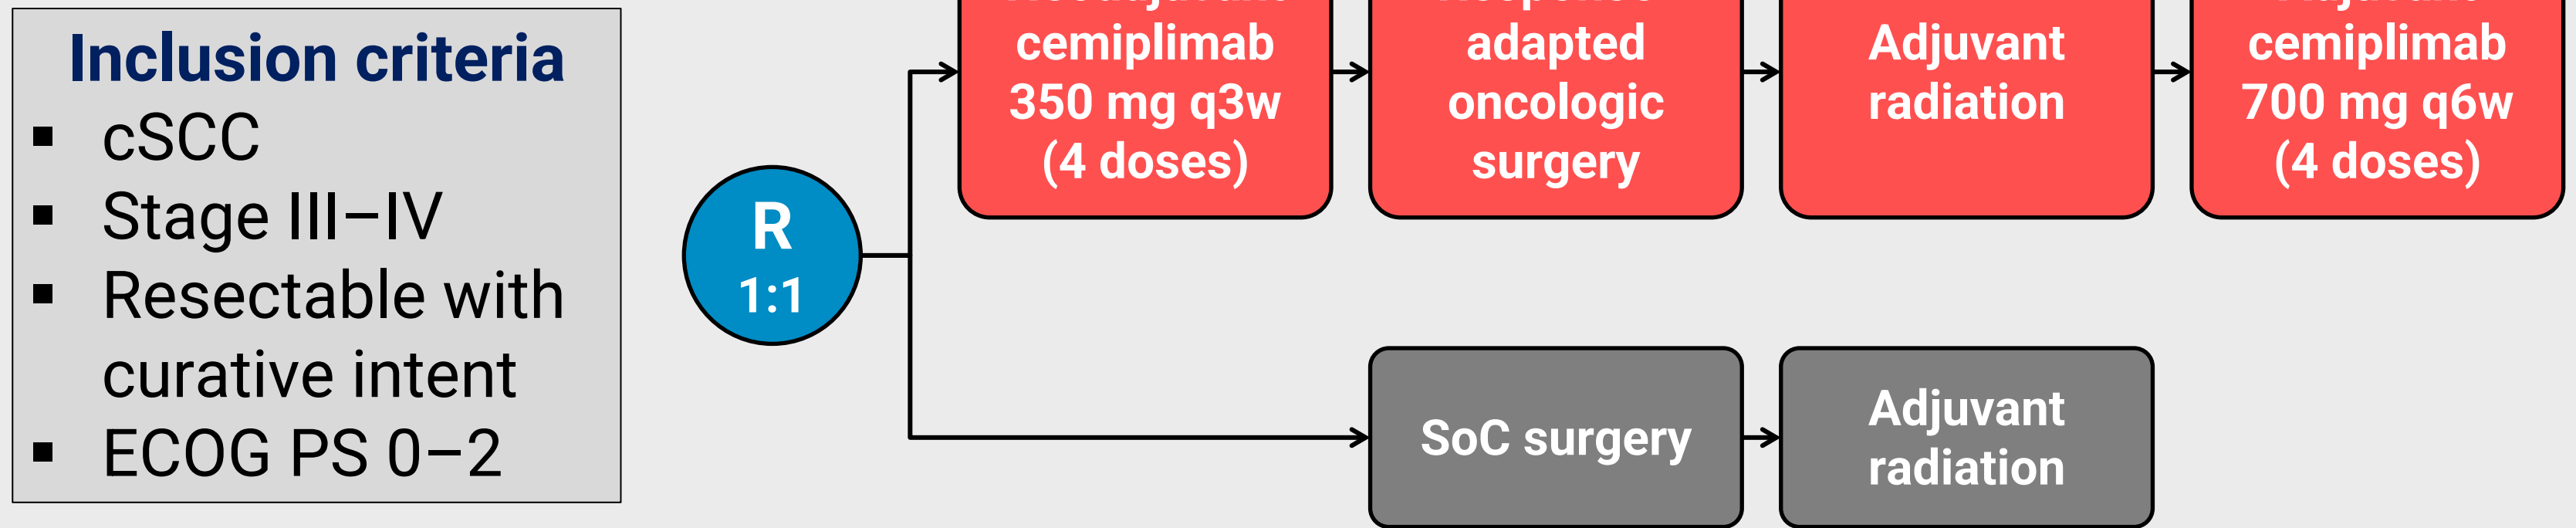 Inclusion criteria
▪ cSCC
▪ Stage III–IV
▪ Resectable with
curative intent
▪ ECOG PS 0–2
R
1:1
cemiplimab
350 mg q3w
(4 doses)
adapted
oncologic
surgery
Adjuvant
radiation
cemiplimab
700 mg q6w
(4 doses)
SoC surgery
Adjuvant
radiation